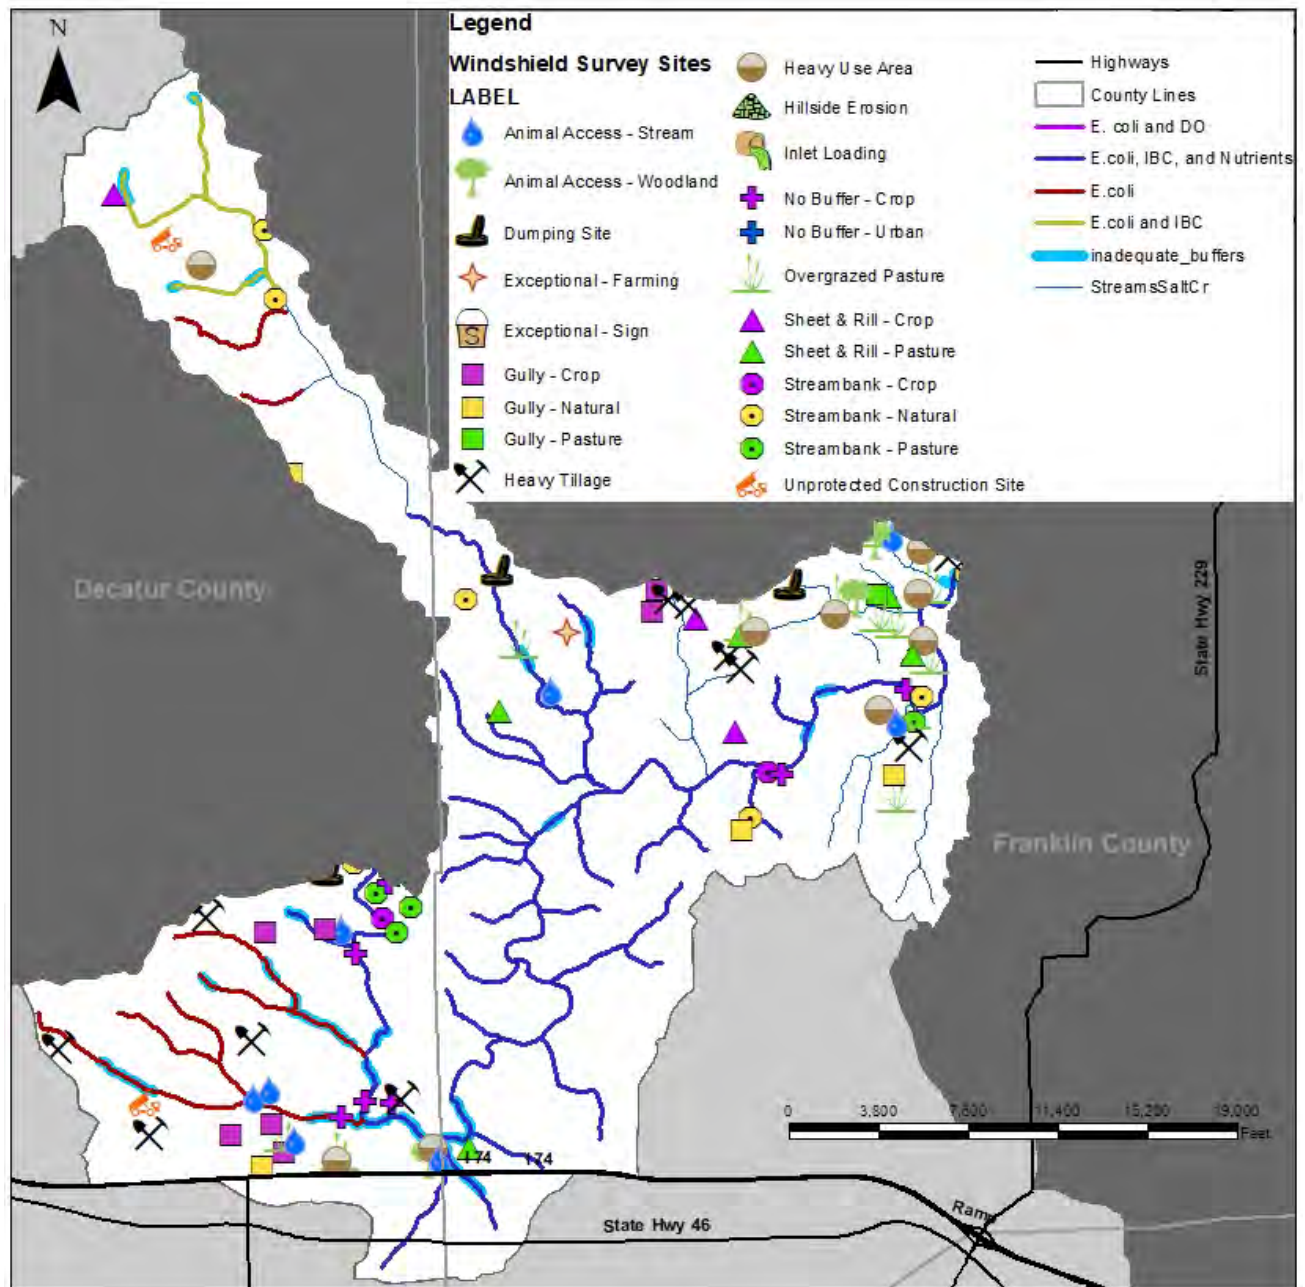 N
Legend
Windshield Survey Sites
LABEL
Animal Access - Stream
Animal Access - Woodland
Dumping Site
Exceptional - Farming
S
Exceptional - Sign
Gully - Crop
Gully - Natural
Gully - Pasture
Heavy Tillage
Heavy Use Area
Hillside Erosion
Inlet Loading
No Buffer - Crop
No Buffer - Urban
Overgrazed Pasture
Sheet & Rill - Crop
Sheet & Rill - Pasture
Streambank - Crop
Streambank - Natural
Streambank - Pasture
Unprotected Construction Site
Highways
County Lines
E. coli and DO
E.coli, IBC, and Nutrients
E.coli
E.coli and IBC
inadequate_buffers
StreamsSaltCr
Decatur County
State Hwy 229
Franklin County
0 3,800 7,600 11,400 15,200 19,000
Feet
I 74 I 74
State Hwy 46
Ramp